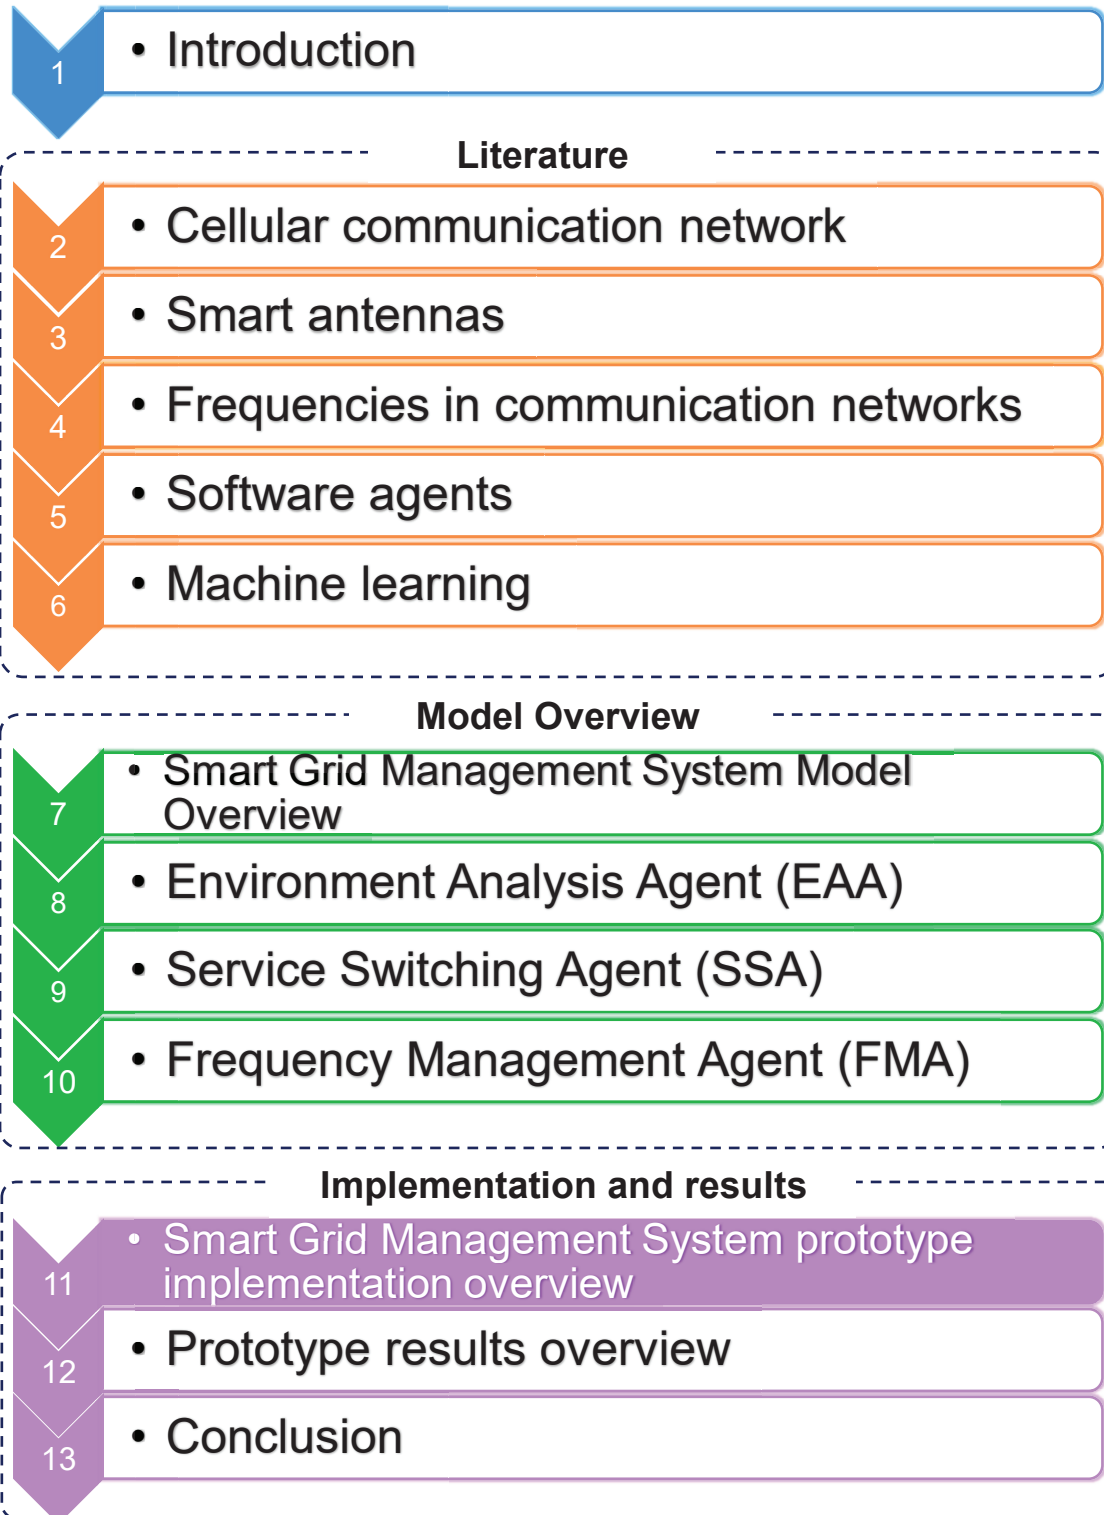 1
• Introduction
Literature
2
• Cellular communication network
3
• Smart antennas
4
• Frequencies in communication networks
5
• Software agents
6
• Machine learning
Model Overview
7
• Smart Grid Management System Model
Overview
8
• Environment Analysis Agent (EAA)
9
• Service Switching Agent (SSA)
10
• Frequency Management Agent (FMA)
Implementation and results
11
• Smart Grid Management System prototype
implementation overview
12
• Prototype results overview
13
• Conclusion